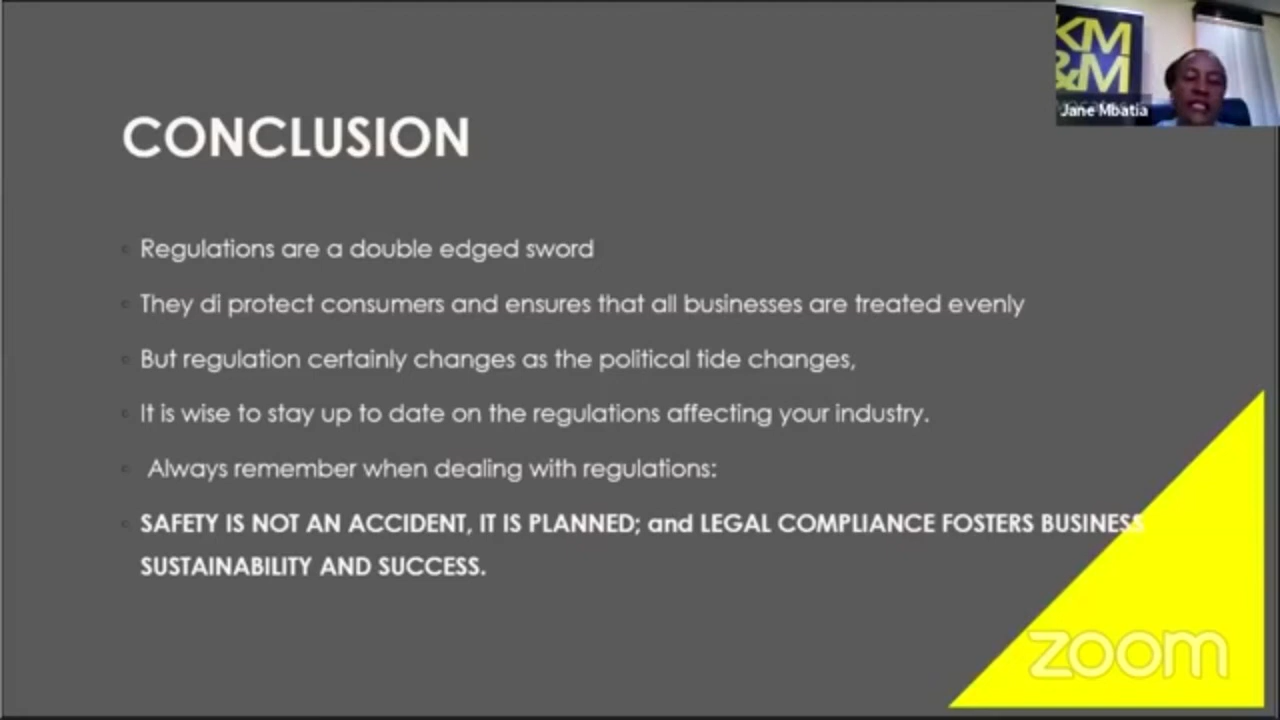 KM
&M
Jane Mbatia
CONCLUSION
Regulations are a double edged sword
They di protect consumers and ensures that all businesses are treated evenly
But regulation certainly changes as the political tide changes,
It is wise to stay up to date on the regulations affecting your industry.
Always remember when dealing with regulations:
SAFETY IS NOT AN ACCIDENT, IT IS PLANNED; and LEGAL COMPLIANCE FOSTERS BUSINESS
SUSTAINABILITY AND SUCCESS.
zoom